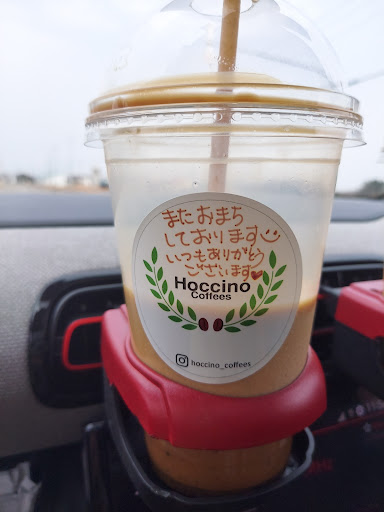 またおまち
しております
いつもありがとう
ございます
Hoccino
Coffees
hoccino_coffees